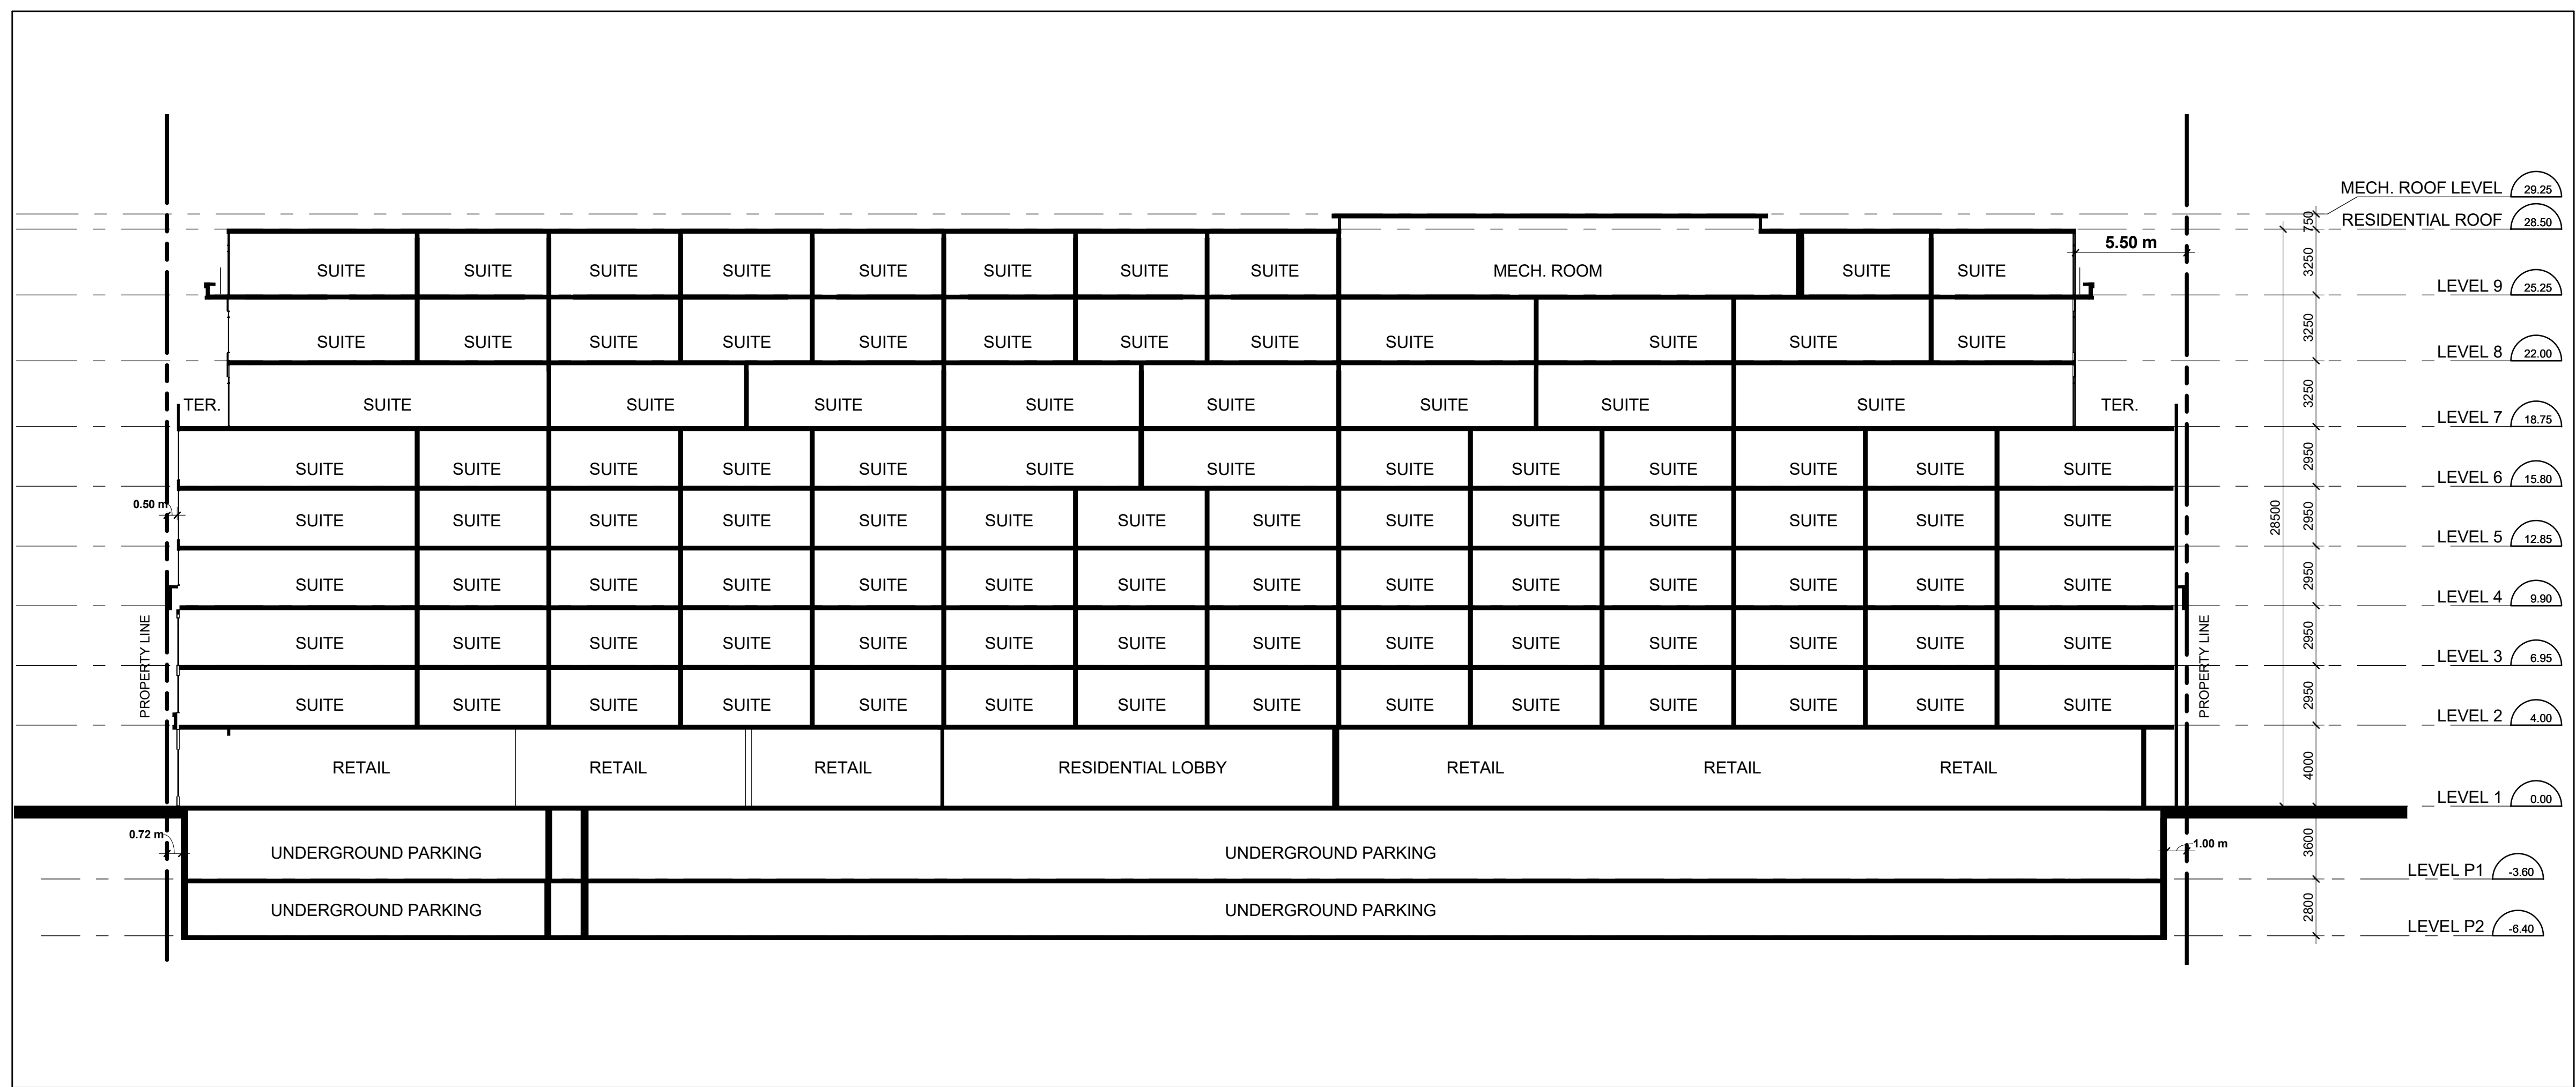 MECH. ROOF LEVEL 29.25
750
RESIDENTIAL ROOF 28.50
5.50 m
SUITE SUITE SUITE SUITE SUITE SUITE SUITE SUITE MECH. ROOM SUITE SUITE
3250
LEVEL 9 25.25
SUITE SUITE SUITE SUITE SUITE SUITE SUITE SUITE SUITE SUITE SUITE SUITE
3250
LEVEL 8 22.00
TER. SUITE SUITE SUITE SUITE SUITE SUITE SUITE SUITE TER.
3250
LEVEL 7 18.75
SUITE SUITE SUITE SUITE SUITE SUITE SUITE SUITE SUITE SUITE SUITE SUITE SUITE
2950
LEVEL 6 15.80
0.50 m
SUITE SUITE SUITE SUITE SUITE SUITE SUITE SUITE SUITE SUITE SUITE SUITE SUITE SUITE
28500
2950
LEVEL 5 12.85
SUITE SUITE SUITE SUITE SUITE SUITE SUITE SUITE SUITE SUITE SUITE SUITE SUITE SUITE
2950
LEVEL 4 9.90
PROPERTY LINE
SUITE SUITE SUITE SUITE SUITE SUITE SUITE SUITE SUITE SUITE SUITE SUITE SUITE SUITE
PROPERTY LINE
2950
LEVEL 3 6.95
SUITE SUITE SUITE SUITE SUITE SUITE SUITE SUITE SUITE SUITE SUITE SUITE SUITE SUITE
2950
LEVEL 2 4.00
RETAIL RETAIL RETAIL RESIDENTIAL LOBBY RETAIL RETAIL RETAIL
4000
LEVEL 1 0.00
0.72 m
1.00 m
UNDERGROUND PARKING UNDERGROUND PARKING
3600
LEVEL P1 -3.60
UNDERGROUND PARKING UNDERGROUND PARKING
2800
LEVEL P2 -6.40